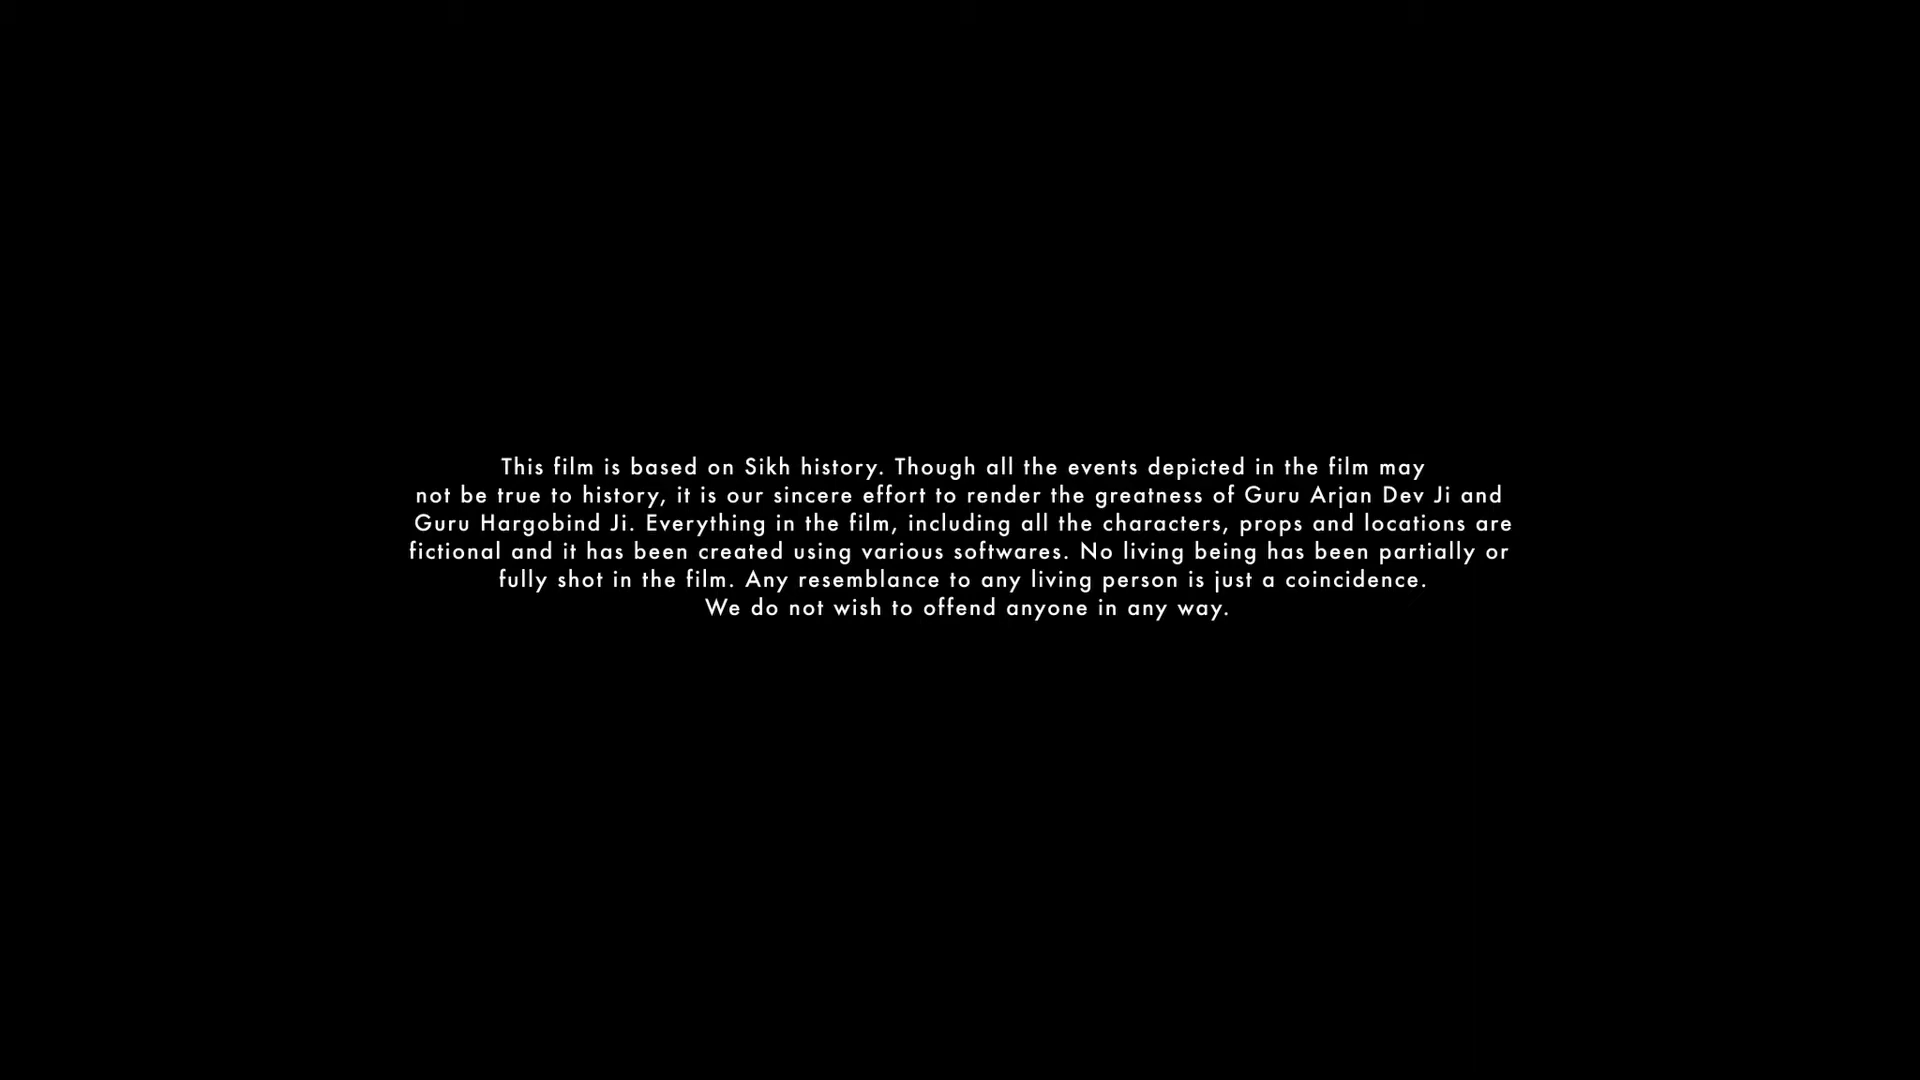 This film is based on Sikh history. Though all the events depicted in the film may
not be true to history, it is our sincere effort to render the greatness of Guru Arjan Dev Ji and
Guru Hargobind Ji. Everything in the film, including all the characters, props and locations are
fictional and it has been created using various softwares. No living being has been partially or
fully shot in the film. Any resemblance to any living person is just a coincidence.
We do not wish to offend anyone in any way.